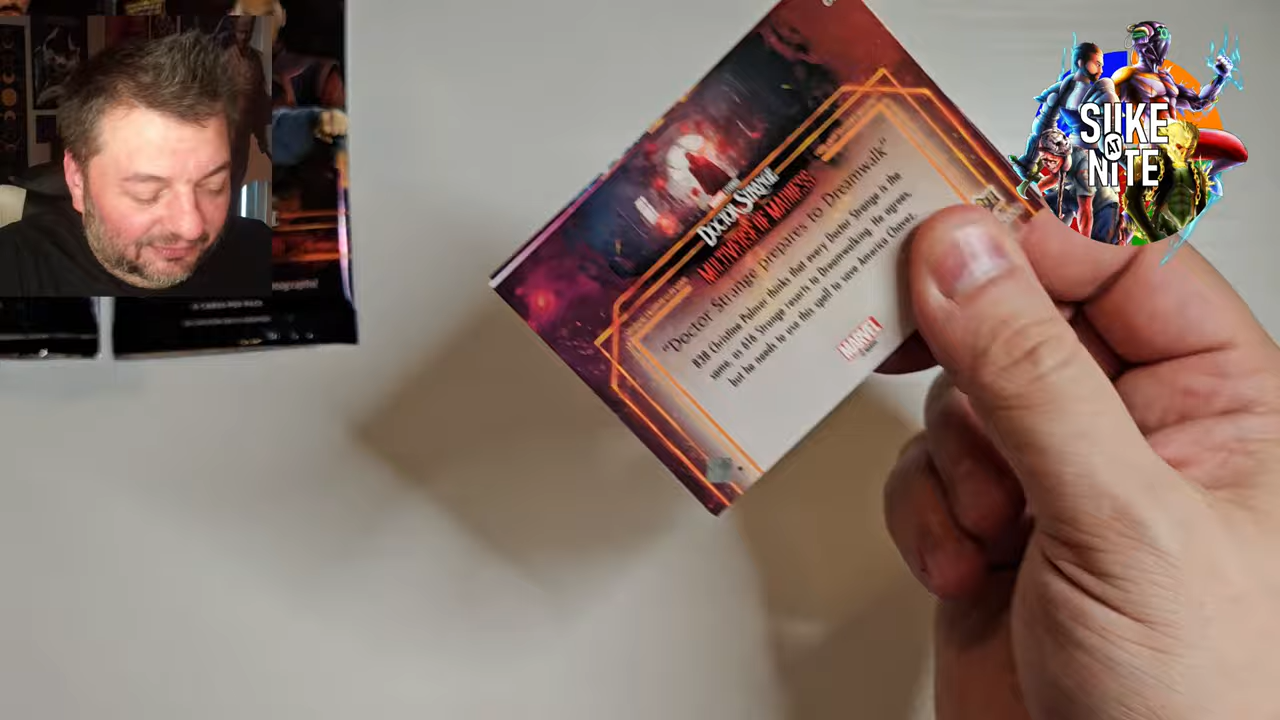 SUKE
AT
NITE
DOCTOR STRANGE
MULTIVERSE OF MADNESS
"Doctor Strange prepares to Dreamwalk"
838 Christine Palmer thinks that every Doctor Strange is the
same, as 616 Strange resorts to Dreamwalking. He agrees,
but he needs to use this spell to save America Chavez.
MARVEL